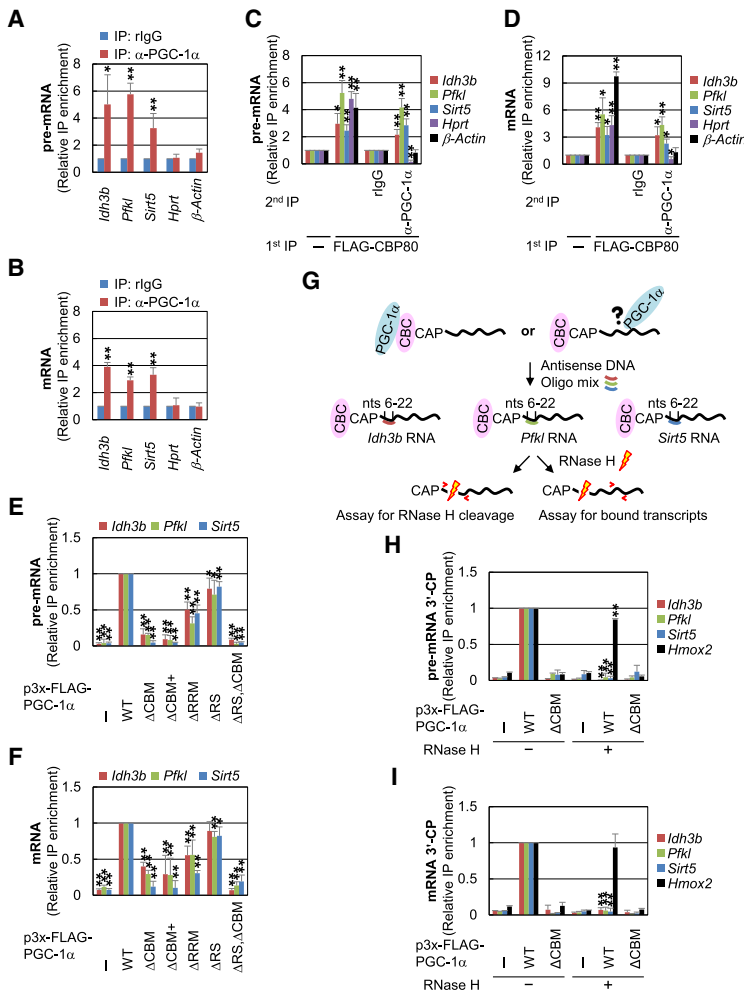 A
IP: rIgG
IP: α-PGC-1α
pre-mRNA
(Relative IP enrichment)
8
6
4
2
0
* ** **
Idh3b
Pfkl
Sirt5
Hprt
β-Actin
B
IP: rIgG
IP: α-PGC-1α
mRNA
(Relative IP enrichment)
8
6
4
2
0
** ** **
Idh3b
Pfkl
Sirt5
Hprt
β-Actin
C
pre-mRNA
(Relative IP enrichment)
8
6
4
2
0
Idh3b
Pfkl
Sirt5
Hprt
β-Actin
2nd IP
rIgG
α-PGC-1α
1st IP
– FLAG-CBP80
D
mRNA
(Relative IP enrichment)
12
9
6
3
0
Idh3b
Pfkl
Sirt5
Hprt
β-Actin
2nd IP
rIgG
α-PGC-1α
1st IP
– FLAG-CBP80
G
PGC-1α
CBC
CAP
or
CBC
CAP
?
PGC-1α
Antisense DNA
Oligo mix
nts 6-22
nts 6-22
nts 6-22
CBC
CAP
CBC
CAP
CBC
CAP
Idh3b RNA
Pfkl RNA
Sirt5 RNA
RNase H
CAP
CAP
Assay for RNase H cleavage
Assay for bound transcripts
E
Idh3b Pfkl Sirt5
pre-mRNA
(Relative IP enrichment)
1.5
1
0.5
0
p3x-FLAG-
PGC-1α
–
WT
ΔCBM
ΔCBM+
ΔRRM
ΔRS
ΔRS,ΔCBM
F
Idh3b Pfkl Sirt5
mRNA
(Relative IP enrichment)
1.5
1
0.5
0
p3x-FLAG-
PGC-1α
–
WT
ΔCBM
ΔCBM+
ΔRRM
ΔRS
ΔRS,ΔCBM
H
pre-mRNA 3'-CP
(Relative IP enrichment)
1.5
1
0.5
0
Idh3b
Pfkl
Sirt5
Hmox2
p3x-FLAG-
PGC-1α
–
WT
ΔCBM
–
WT
ΔCBM
RNase H
– +
I
mRNA 3'-CP
(Relative IP enrichment)
1.5
1
0.5
0
Idh3b
Pfkl
Sirt5
Hmox2
p3x-FLAG-
PGC-1α
–
WT
ΔCBM
–
WT
ΔCBM
RNase H
– +